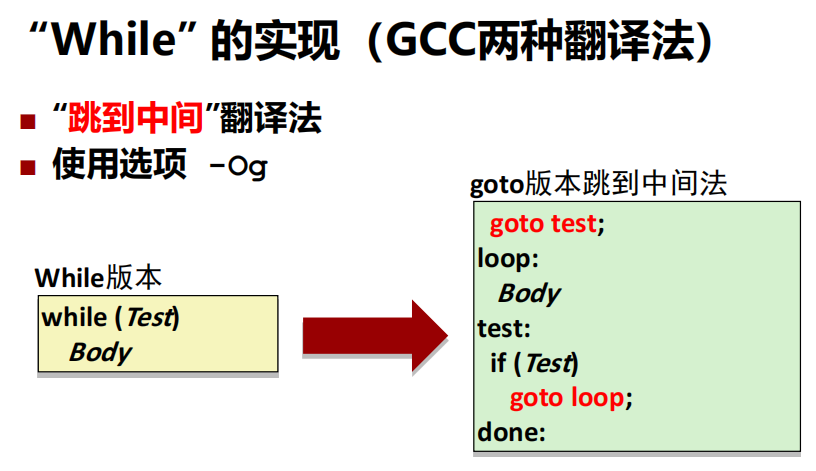 “While” 的实现（GCC两种翻译法）
■ “跳到中间”翻译法
■ 使用选项 -Og
goto版本跳到中间法
goto test;
loop:
Body
test:
if (Test)
goto loop;
done:
While版本
while (Test)
Body